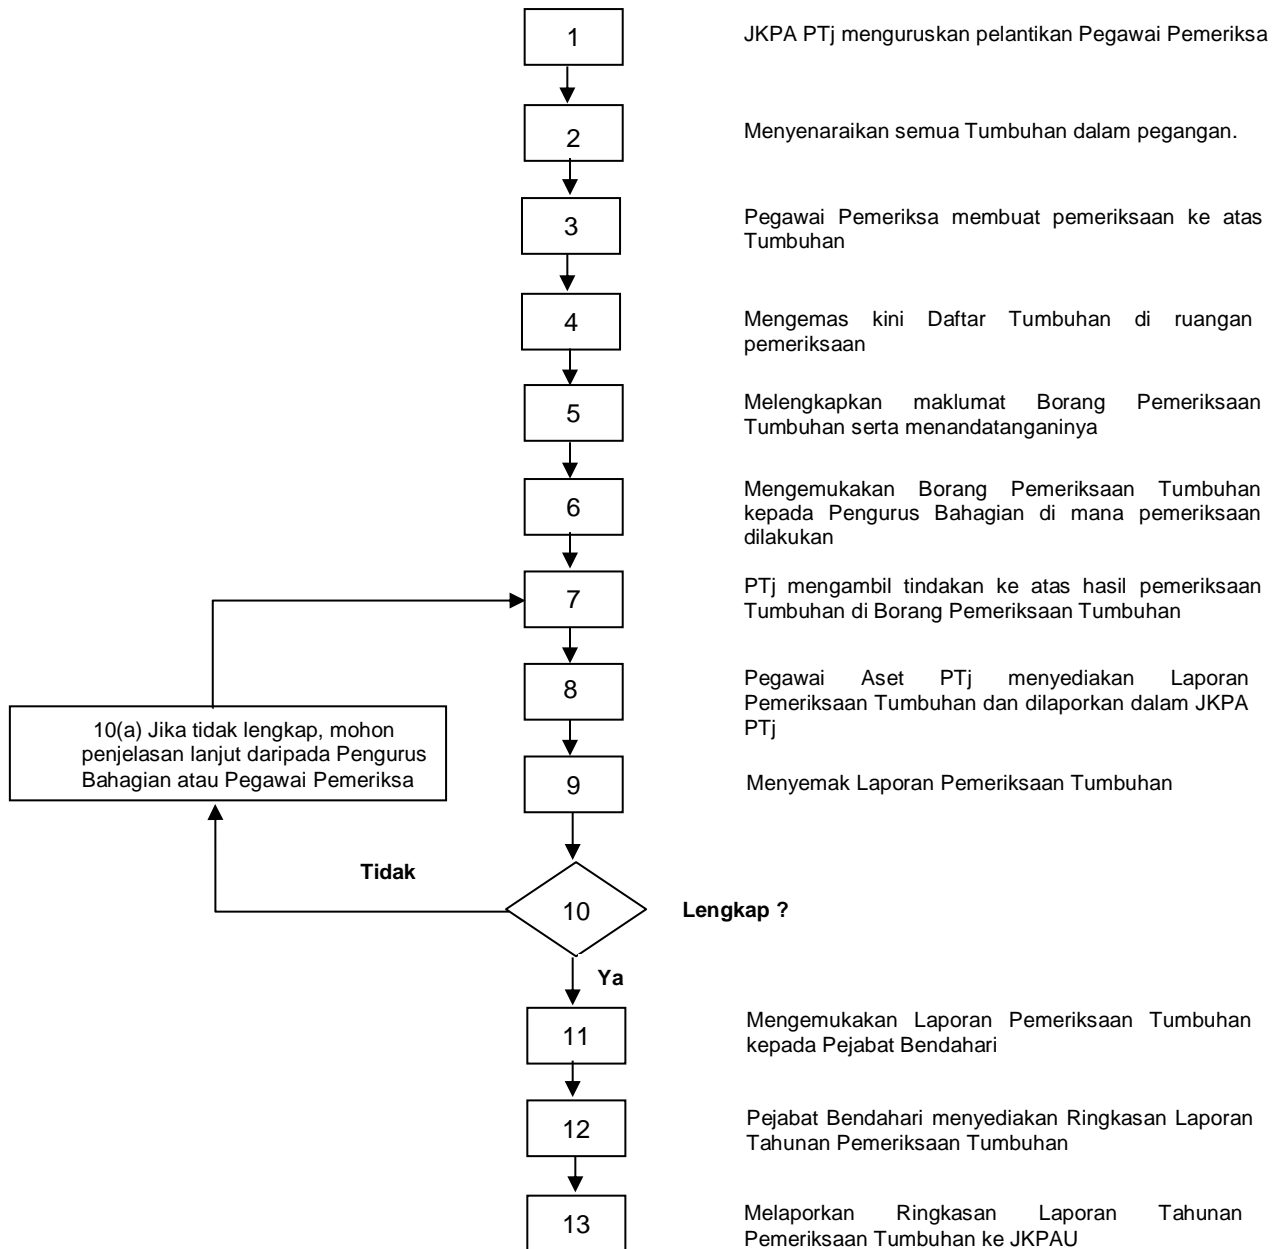 1
JKPA PTj menguruskan pelantikan Pegawai Pemeriksa
2
Menyenaraikan semua Tumbuhan dalam pegangan.
3
Pegawai Pemeriksa membuat pemeriksaan ke atas
Tumbuhan
4
Mengemas kini Daftar Tumbuhan di ruangan
pemeriksaan
5
Melengkapkan maklumat Borang Pemeriksaan
Tumbuhan serta menandatanganinya
6
Mengemukakan Borang Pemeriksaan Tumbuhan
kepada Pengurus Bahagian di mana pemeriksaan
dilakukan
7
PTj mengambil tindakan ke atas hasil pemeriksaan
Tumbuhan di Borang Pemeriksaan Tumbuhan
8
Pegawai Aset PTj menyediakan Laporan
Pemeriksaan Tumbuhan dan dilaporkan dalam JKPA
PTj
10(a) Jika tidak lengkap, mohon
penjelasan lanjut daripada Pengurus
Bahagian atau Pegawai Pemeriksa
9
Menyemak Laporan Pemeriksaan Tumbuhan
Tidak
10
Lengkap ?
Ya
11
Mengemukakan Laporan Pemeriksaan Tumbuhan
kepada Pejabat Bendahari
12
Pejabat Bendahari menyediakan Ringkasan Laporan
Tahunan Pemeriksaan Tumbuhan
13
Melaporkan Ringkasan Laporan Tahunan
Pemeriksaan Tumbuhan ke JKPAU